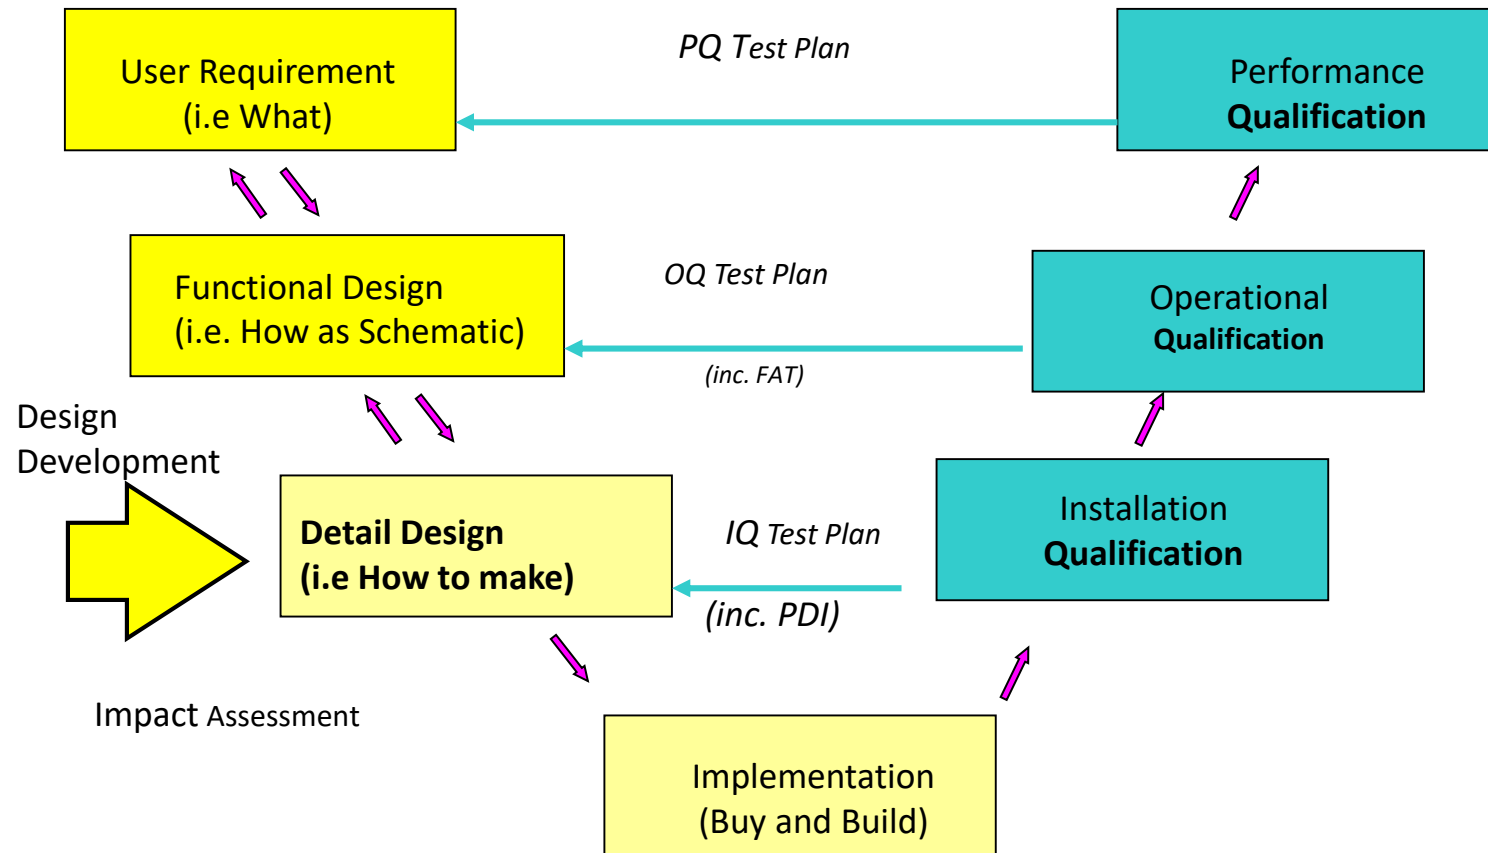 User Requirement
(i.e What)
PQ Test Plan
Performance
Qualification
Functional Design
(i.e. How as Schematic)
OQ Test Plan
(inc. FAT)
Operational
Qualification
Design
Development
Detail Design
(i.e How to make)
IQ Test Plan
(inc. PDI)
Installation
Qualification
Impact Assessment
Implementation
(Buy and Build)